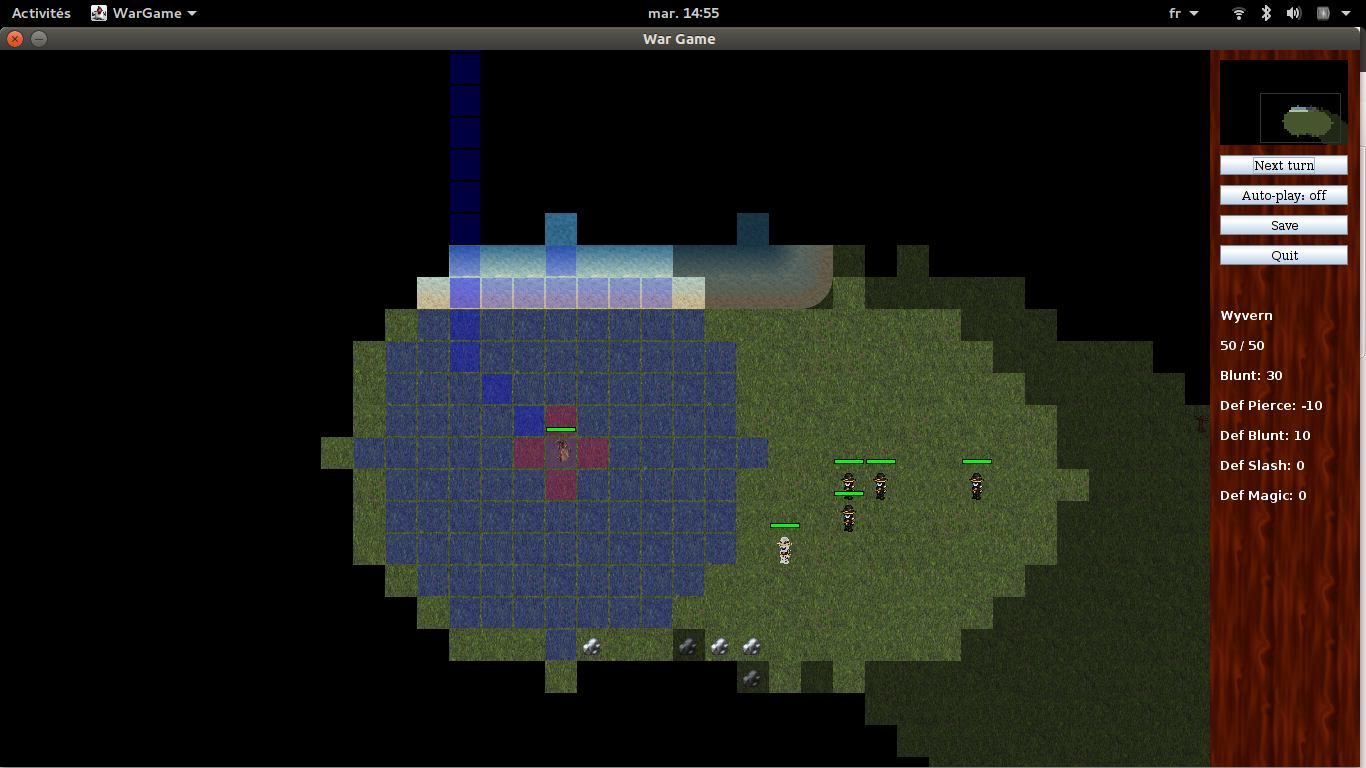 Activités WarGame mar. 14:55 fr
War Game
Next turn
Auto-play: off
Save
Quit
Wyvern
50 / 50
Blunt: 30
Def Pierce: -10
Def Blunt: 10
Def Slash: 0
Def Magic: 0